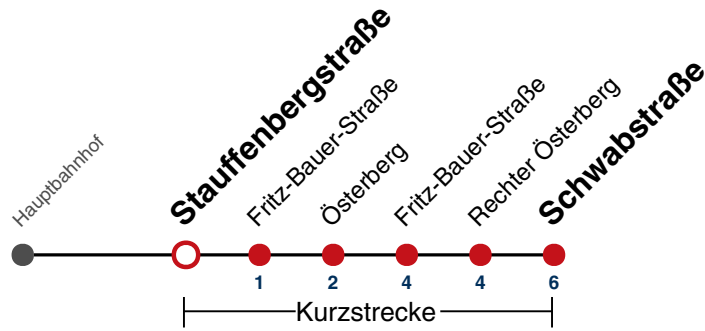 Hauptbahnhof
Stauffenbergstraße
Fritz-Bauer-Straße
Österberg
Fritz-Bauer-Straße
Rechter Österberg
Schwabstraße
1 2 4 4 6
Kurzstrecke